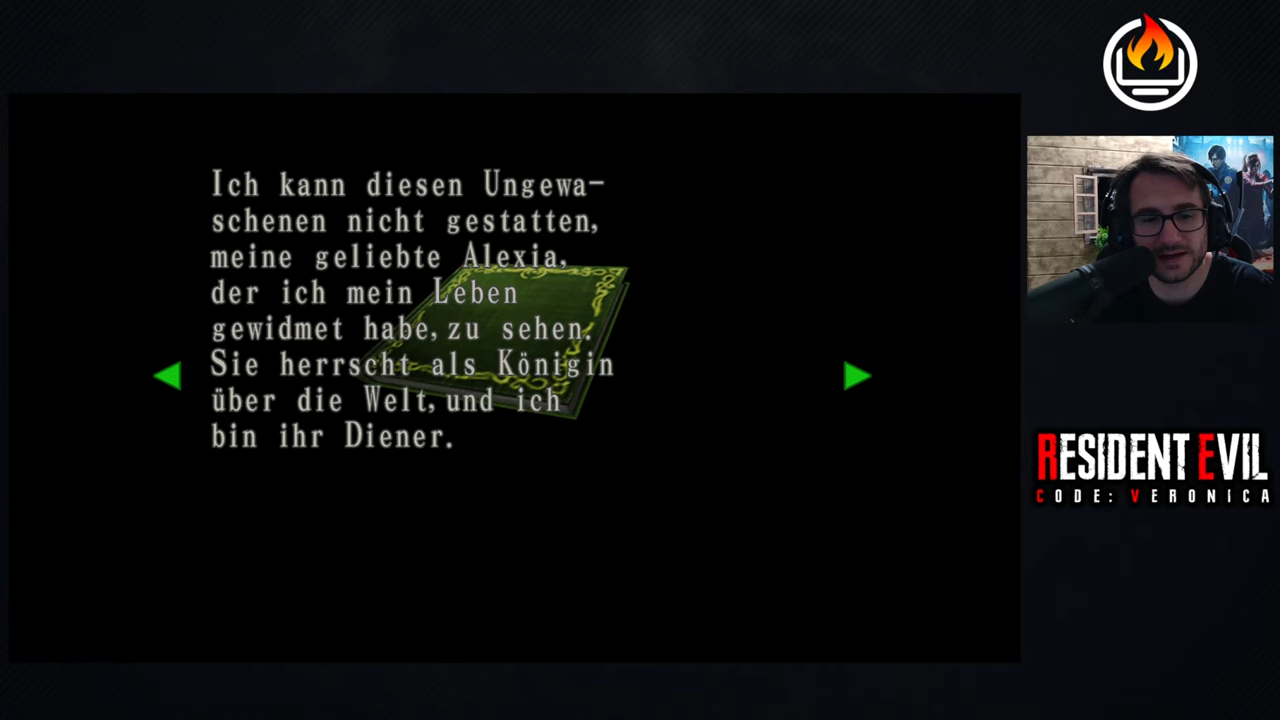 Ich kann diesen Ungewa-
schenen nicht gestatten,
meine geliebte Alexia,
der ich mein Leben
gewidmet habe, zu sehen.
Sie herrscht als Königin
über die Welt, und ich
bin ihr Diener.
RESIDENT EVIL
CODE: VERONICA